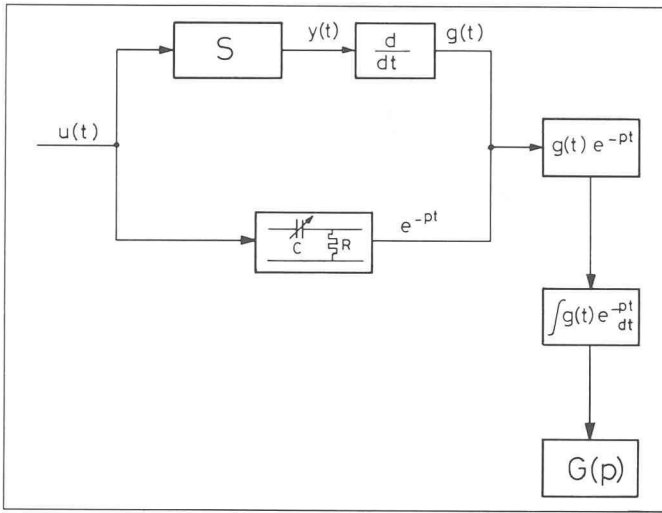 S
y(t)
d
dt
g(t)
u(t)
g(t) e^-pt
C
R
e^-pt
∫g(t) e^-pt
dt
G(p)